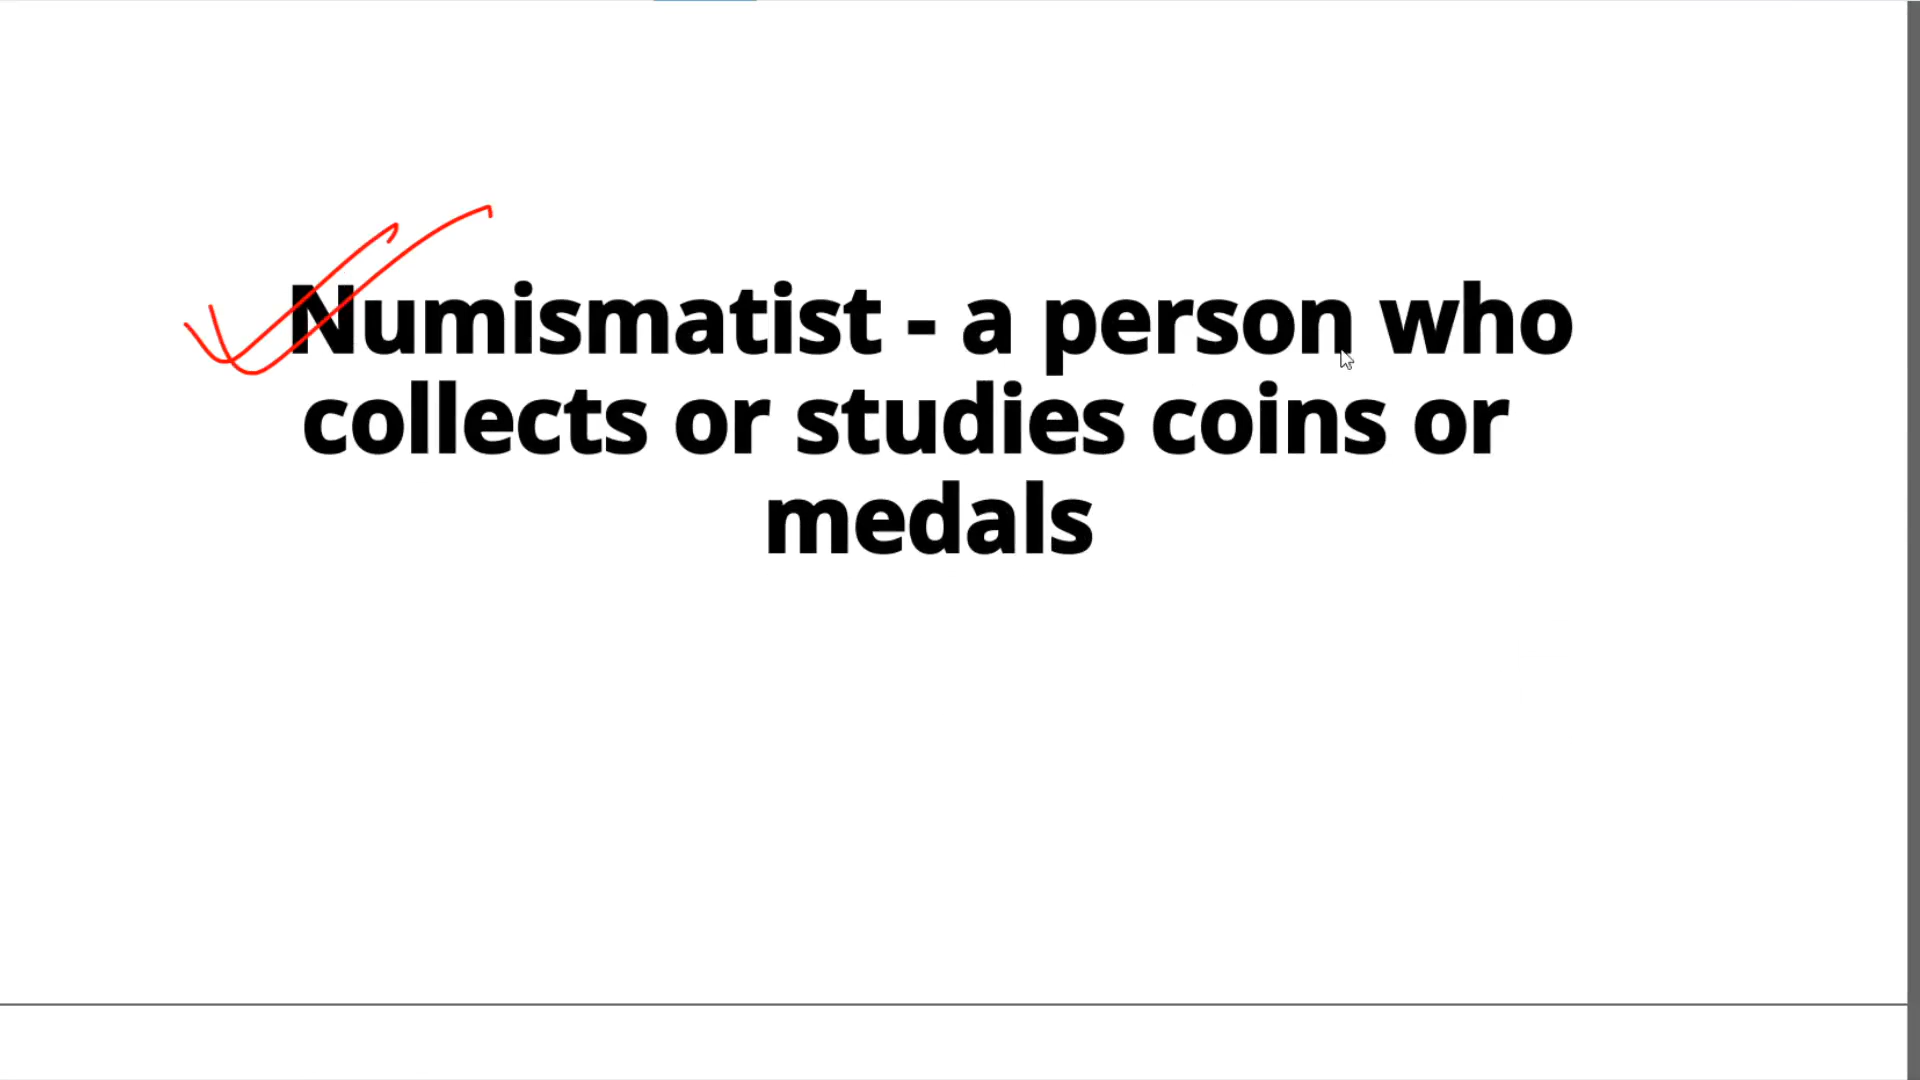 Numismatist - a person who
collects or studies coins or
medals